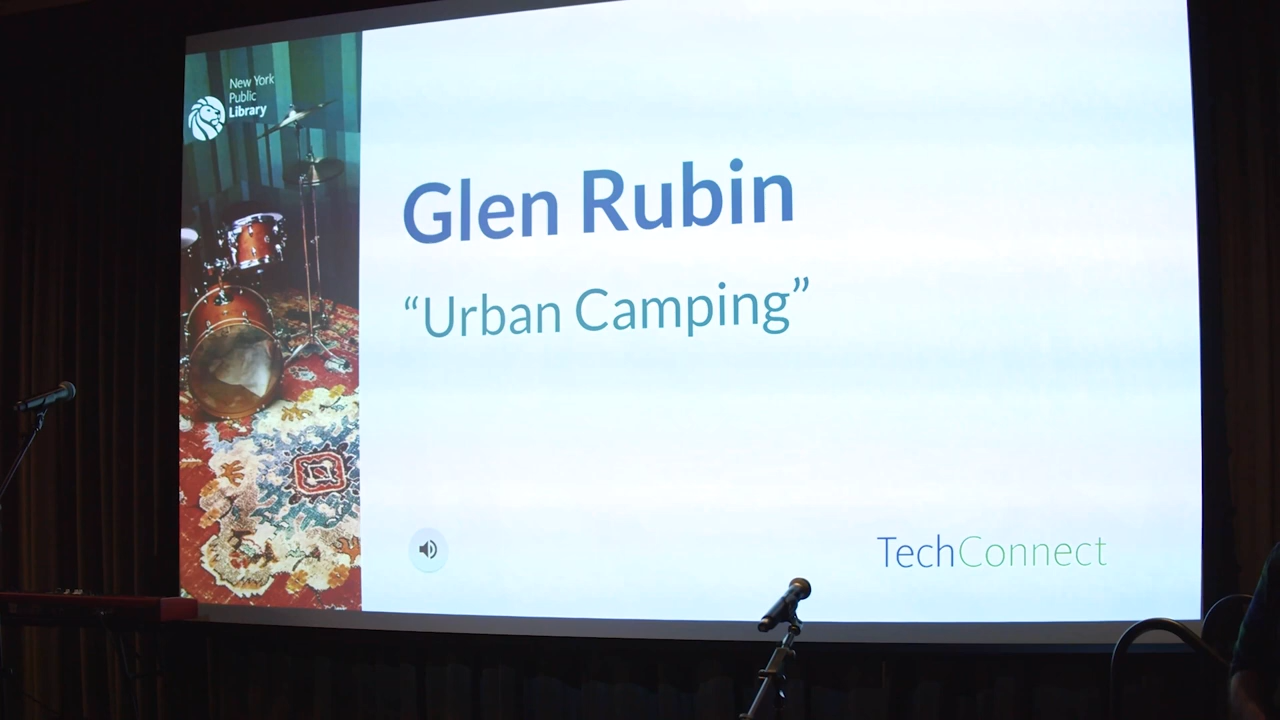 New York
Public
Library
Glen Rubin
“Urban Camping”
TechConnect